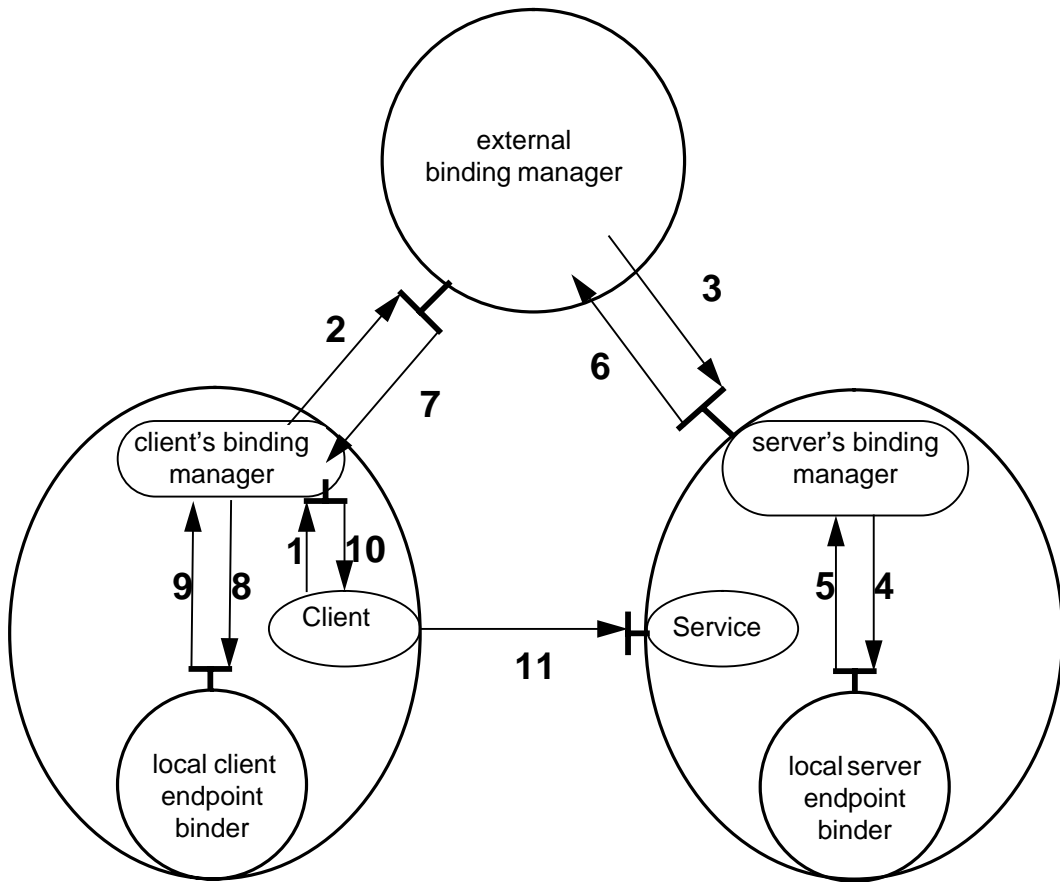 external
binding manager
3
2
6
7
client's binding
manager
server's binding
manager
1
10
9
8
5
4
Client
Service
11
local client
endpoint
binder
local server
endpoint
binder